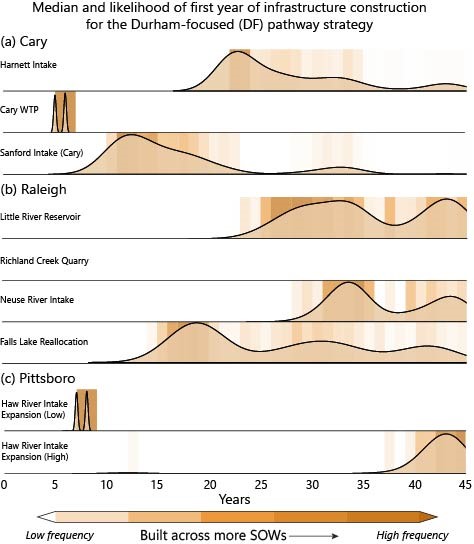 Median and likelihood of first year of infrastructure construction
for the Durham-focused (DF) pathway strategy
(a) Cary
Harnett Intake
Cary WTP
Sanford Intake (Cary)
(b) Raleigh
Little River Reservoir
Richland Creek Quarry
Neuse River Intake
Falls Lake Reallocation
(c) Pittsboro
Haw River Intake
Expansion (Low)
Haw River Intake
Expansion (High)
0 5 10 15 20 25 30 35 40 45
Years
Low frequency Built across more SOWs High frequency